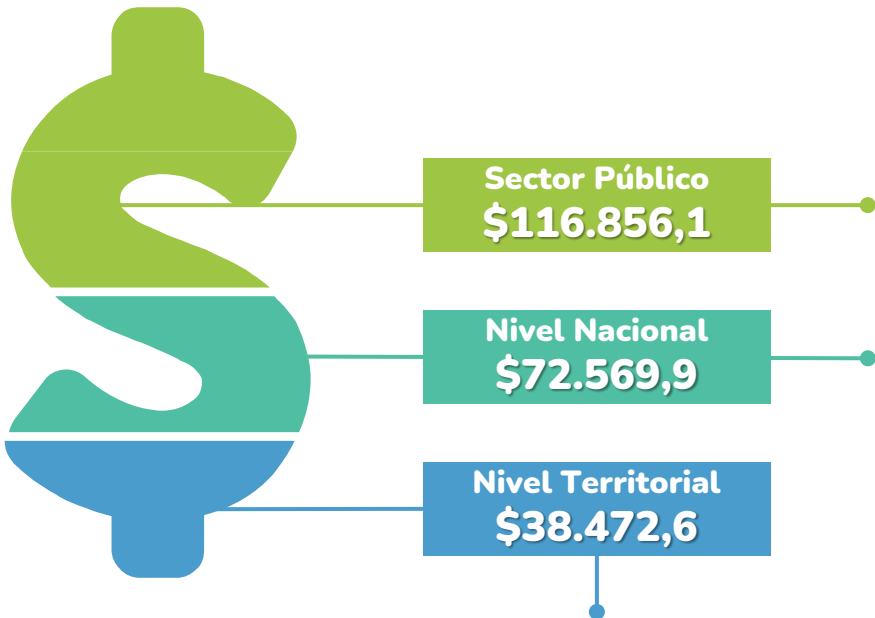 Sector Público
$116.856,1
Nivel Nacional
$72.569,9
Nivel Territorial
$38.472,6